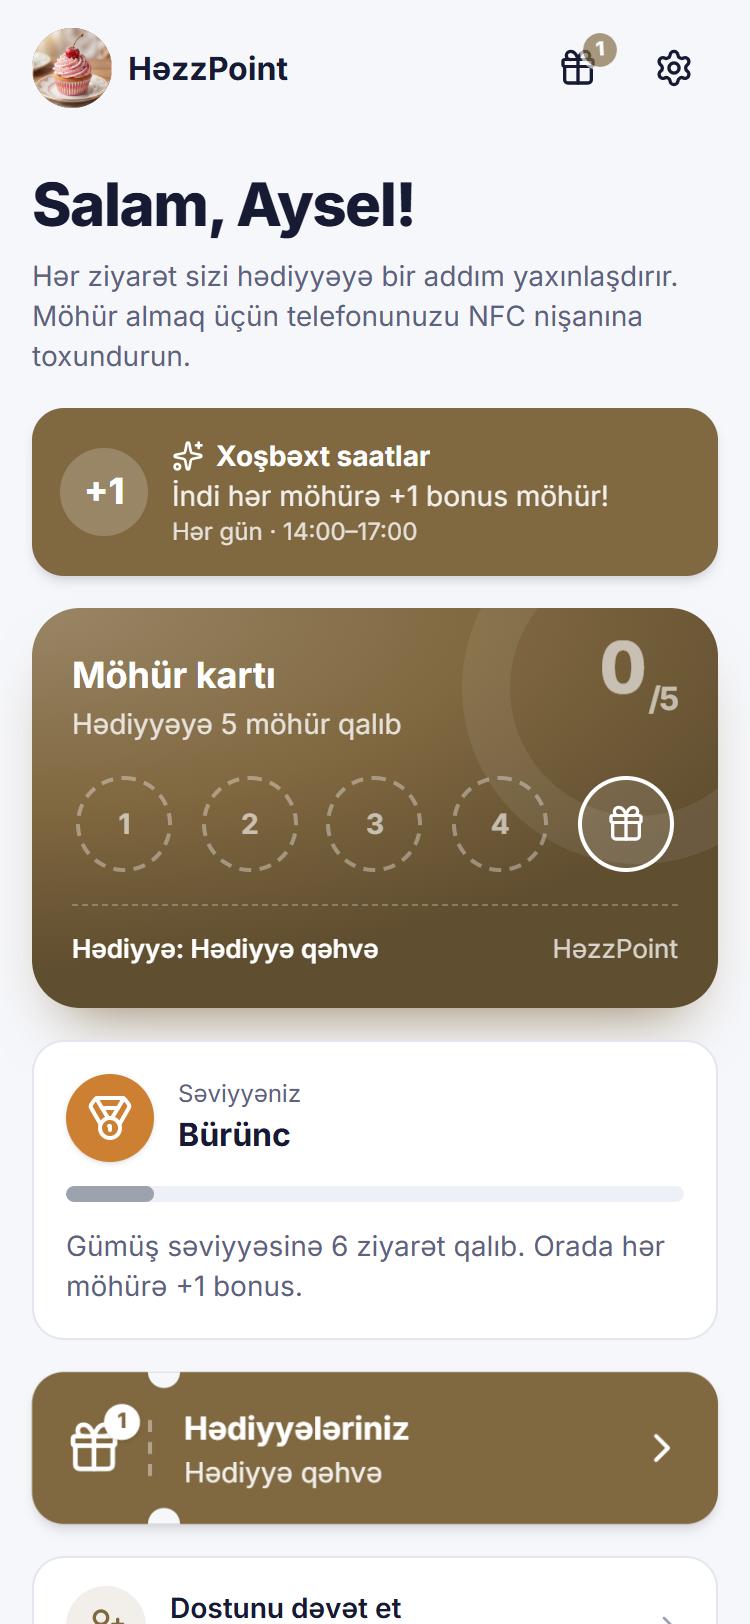 HəzzPoint
1
Salam, Aysel!
Hər ziyarət sizi hədiyyəyə bir addım yaxınlaşdırır.
Möhür almaq üçün telefonunuzu NFC nişanına
toxundurun.
+1
Xoşbəxt saatlar
İndi hər möhürə +1 bonus möhür!
Hər gün · 14:00–17:00
Möhür kartı
0/5
Hədiyyəyə 5 möhür qalıb
1 2 3 4
Hədiyyə: Hədiyyə qəhvə
HəzzPoint
Səviyyəniz
Bürünc
Gümüş səviyyəsinə 6 ziyarət qalıb. Orada hər
möhürə +1 bonus.
1
Hədiyyələriniz
Hədiyyə qəhvə
Dostunu dəvət et